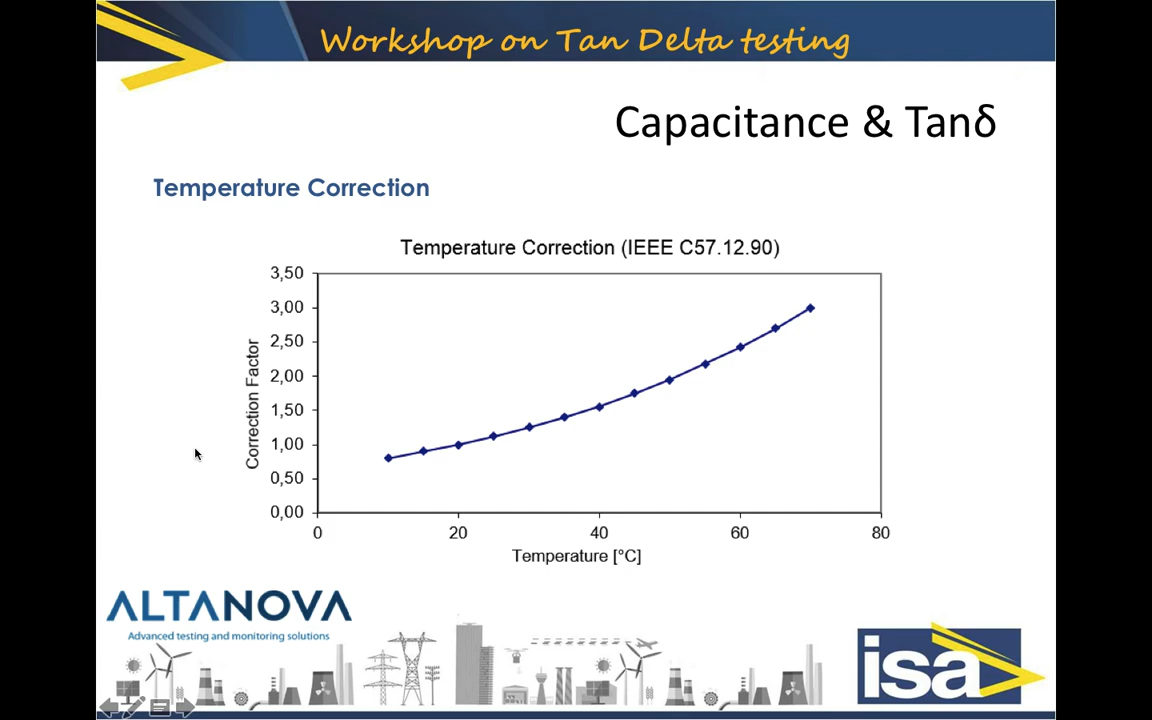 Workshop on Tan Delta testing
Capacitance & Tanδ
Temperature Correction
Temperature Correction (IEEE C57.12.90)
3,50
3,00
2,50
2,00
1,50
1,00
0,50
0,00
Correction Factor
0 20 40 60 80
Temperature [°C]
ALTANOVA
Advanced testing and monitoring solutions
isa